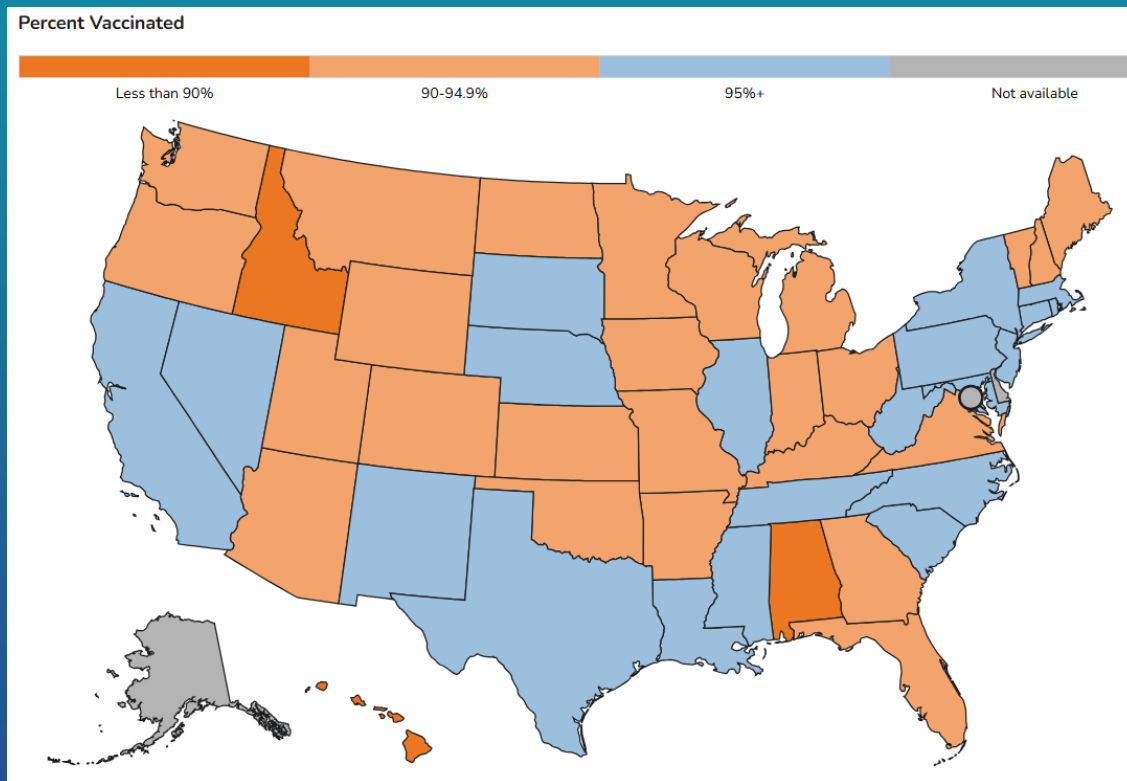 Percent Vaccinated
Less than 90% 90-94.9% 95%+ Not available